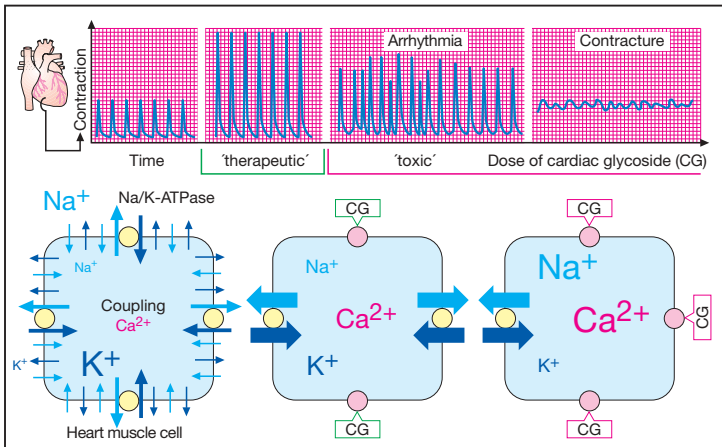 Arrhythmia
Contracture
Contraction
Time
´therapeutic´
´toxic´
Dose of cardiac glycoside (CG)
Na+
Na/K-ATPase
CG
CG
Na+
Na+
Na+
Coupling
Ca2+
Ca2+
Ca2+
CG
K+
K+
K+
K+
Heart muscle cell
CG
CG